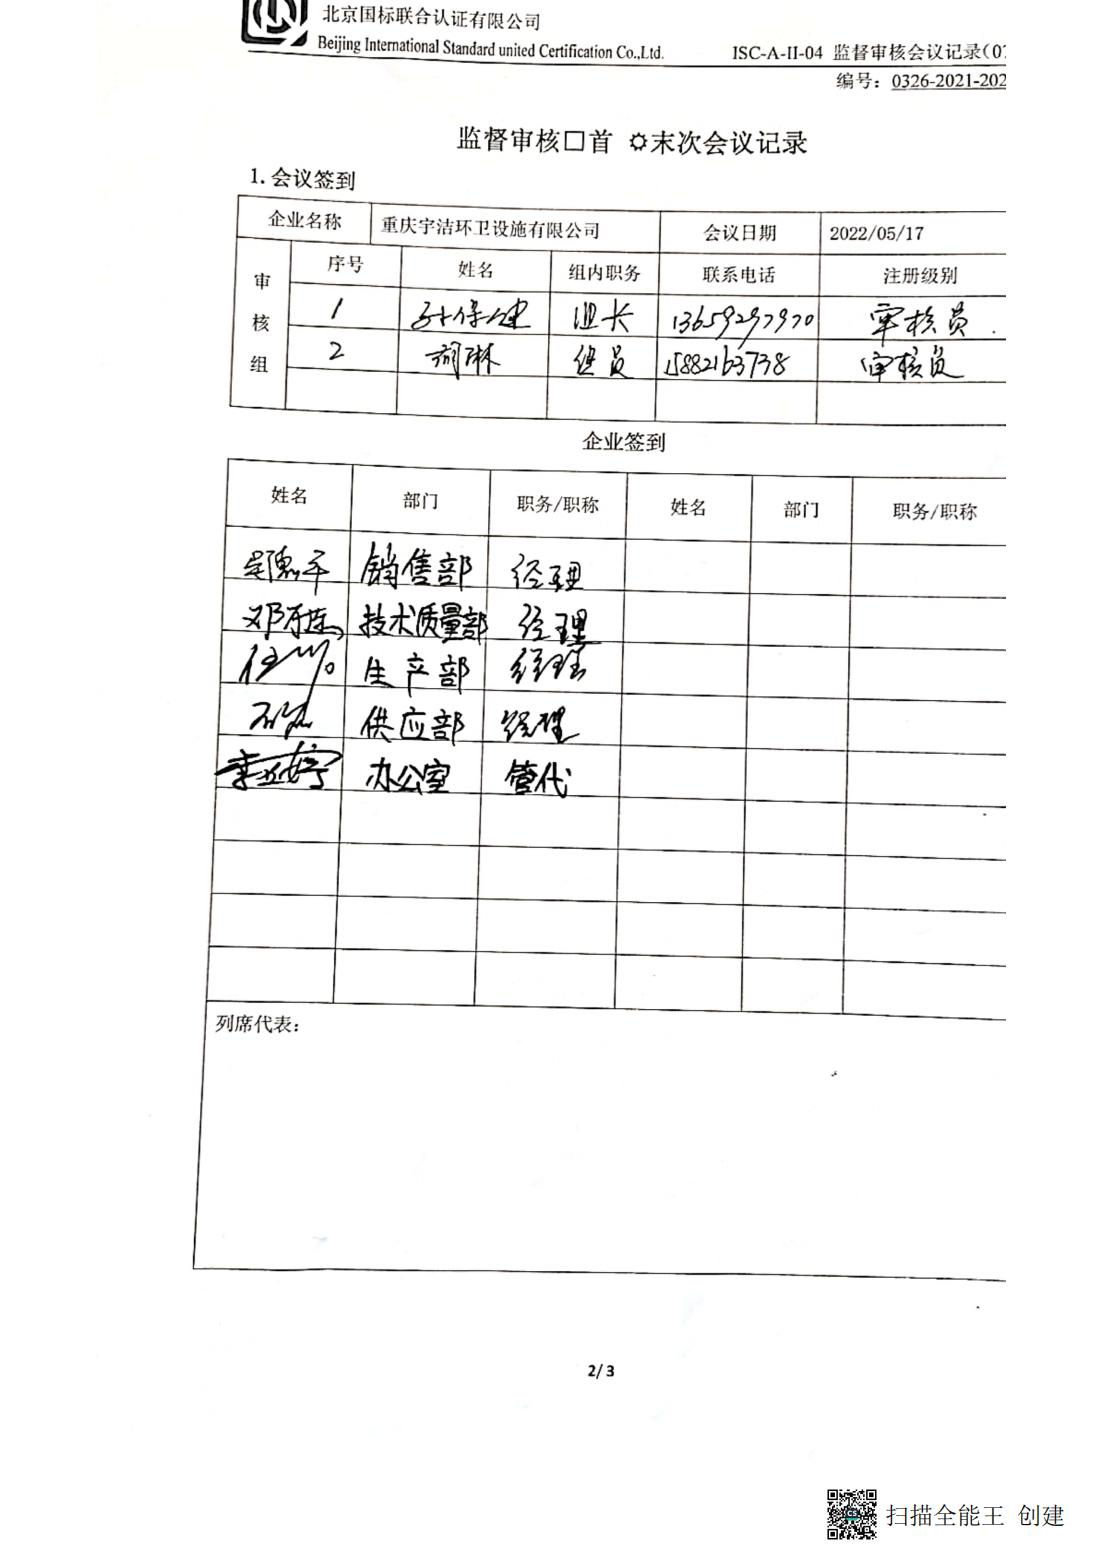 北京国标联合认证有限公司
Beijing International Standard united Certification Co.,Ltd.
ISC-A-II-04 监督审核会议记录(07
编号：0326-2021-202
监督审核□首 ✡末次会议记录
1. 会议签到
企业名称 重庆宇洁环卫设施有限公司 会议日期 2022/05/17
审核组 序号 姓名 组内职务 联系电话 注册级别
1 组长 13659297970 审核员
2 组员 15882163738 审核员
企业签到
姓名 部门 职务/职称 姓名 部门 职务/职称
销售部 经理
技术质量部 经理
生产部 经理
供应部 经理
办公室 管代
列席代表：
2/ 3
扫描全能王 创建